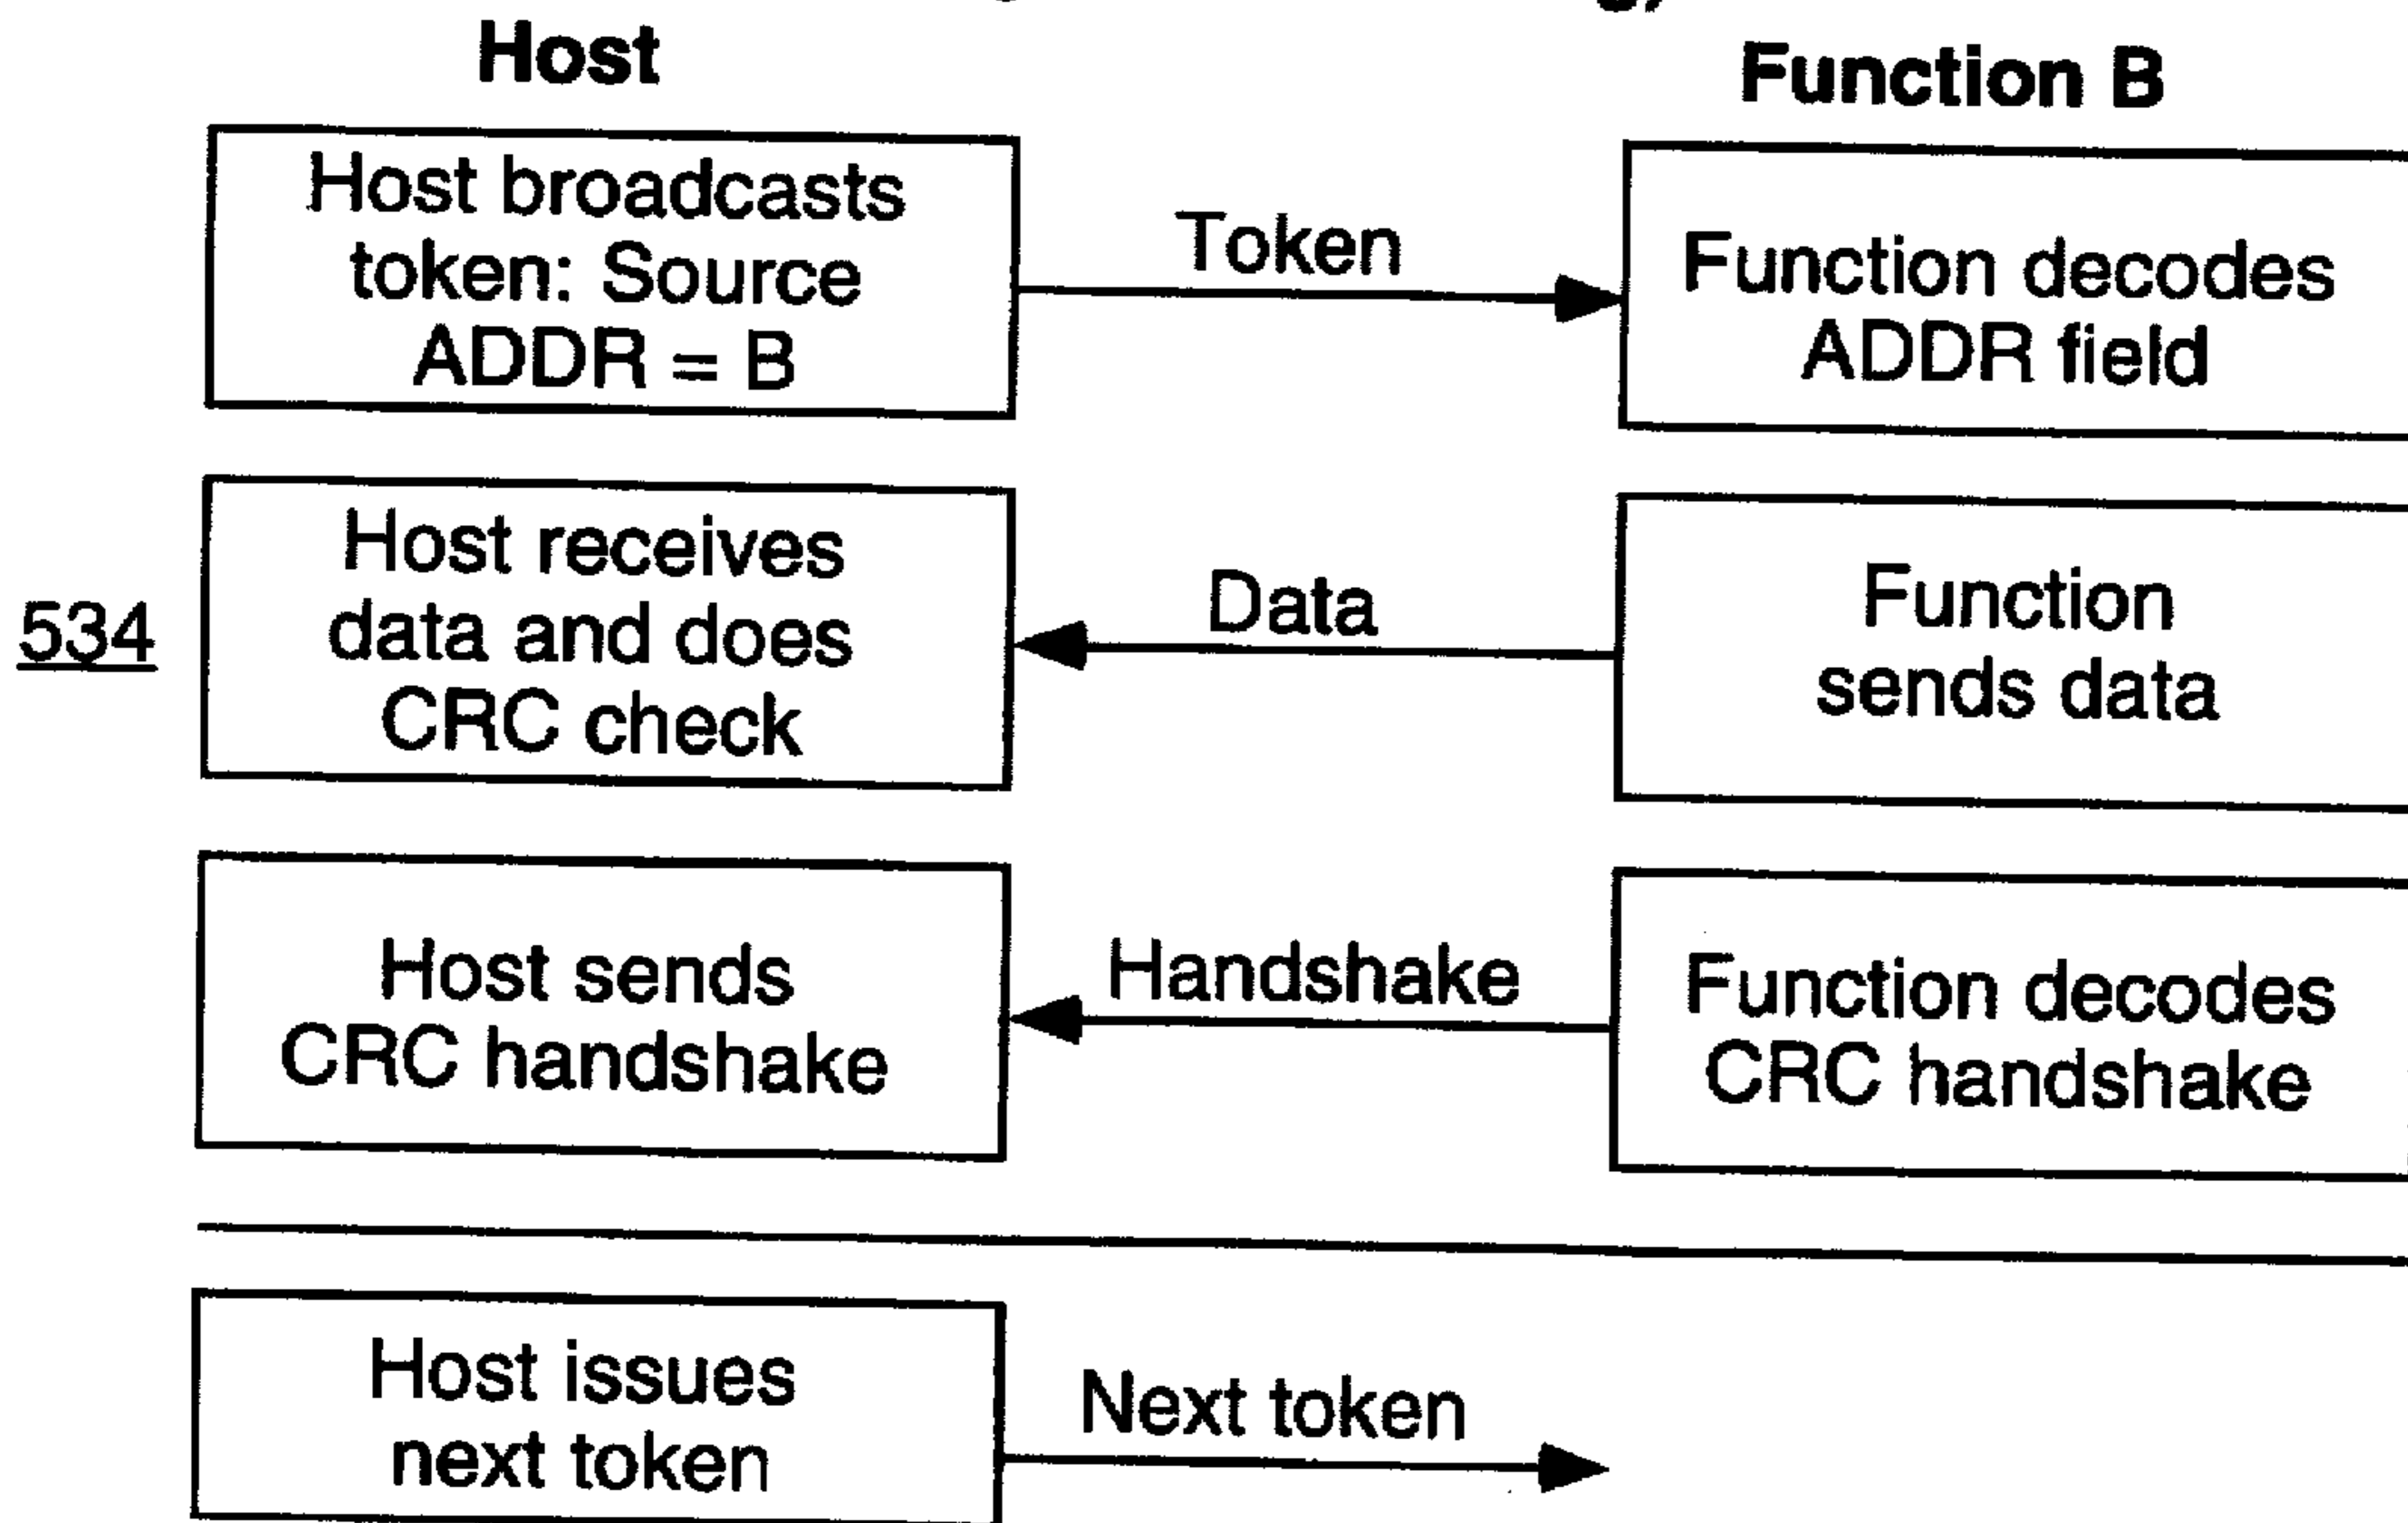 Host
Function B
Host broadcasts
token: Source
ADDR = B
Token
Function decodes
ADDR field
534
Host receives
data and does
CRC check
Data
Function
sends data
Host sends
CRC handshake
Handshake
Function decodes
CRC handshake
Host issues
next token
Next token